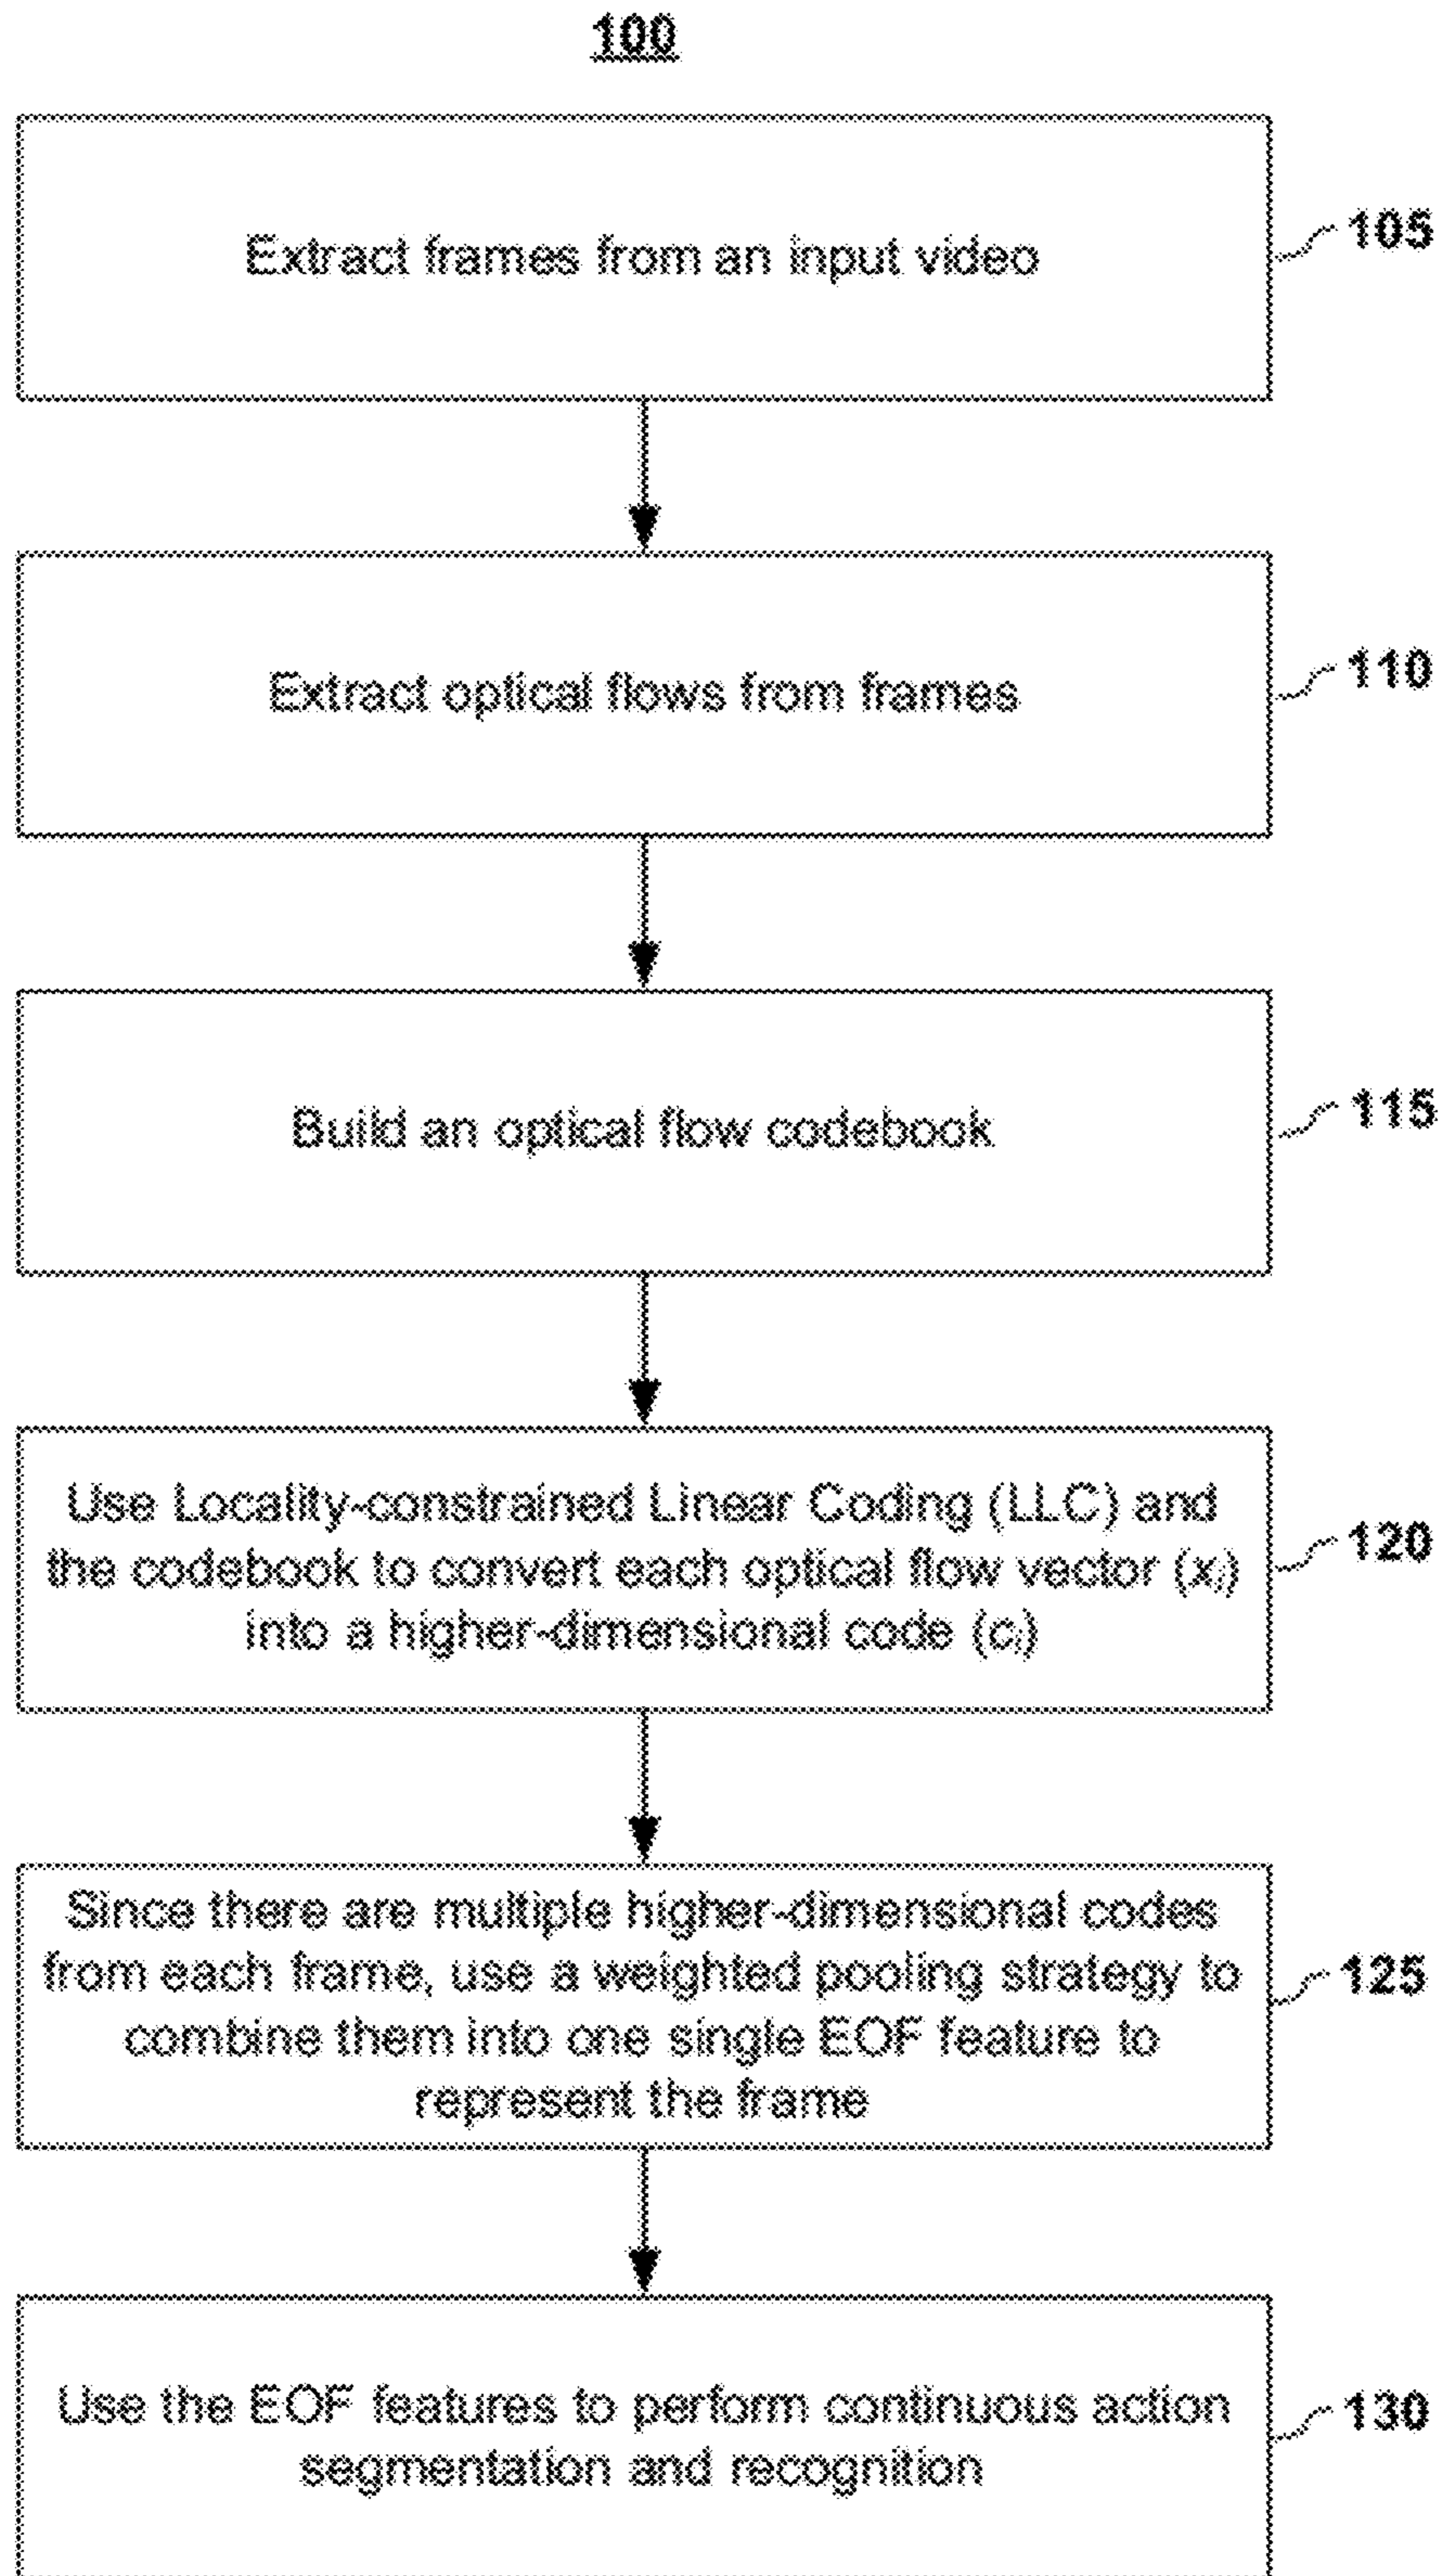 100
Extract frames from an input video
105
Extract optical flows from frames
110
Build an optical flow codebook
115
Use Locality-constrained Linear Coding (LLC) and
the codebook to convert each optical flow vector (xᵢ)
into a higher-dimensional code (cᵢ)
120
Since there are multiple higher-dimensional codes
from each frame, use a weighted pooling strategy to
combine them into one single EOF feature to
represent the frame
125
Use the EOF features to perform continuous action
segmentation and recognition
130